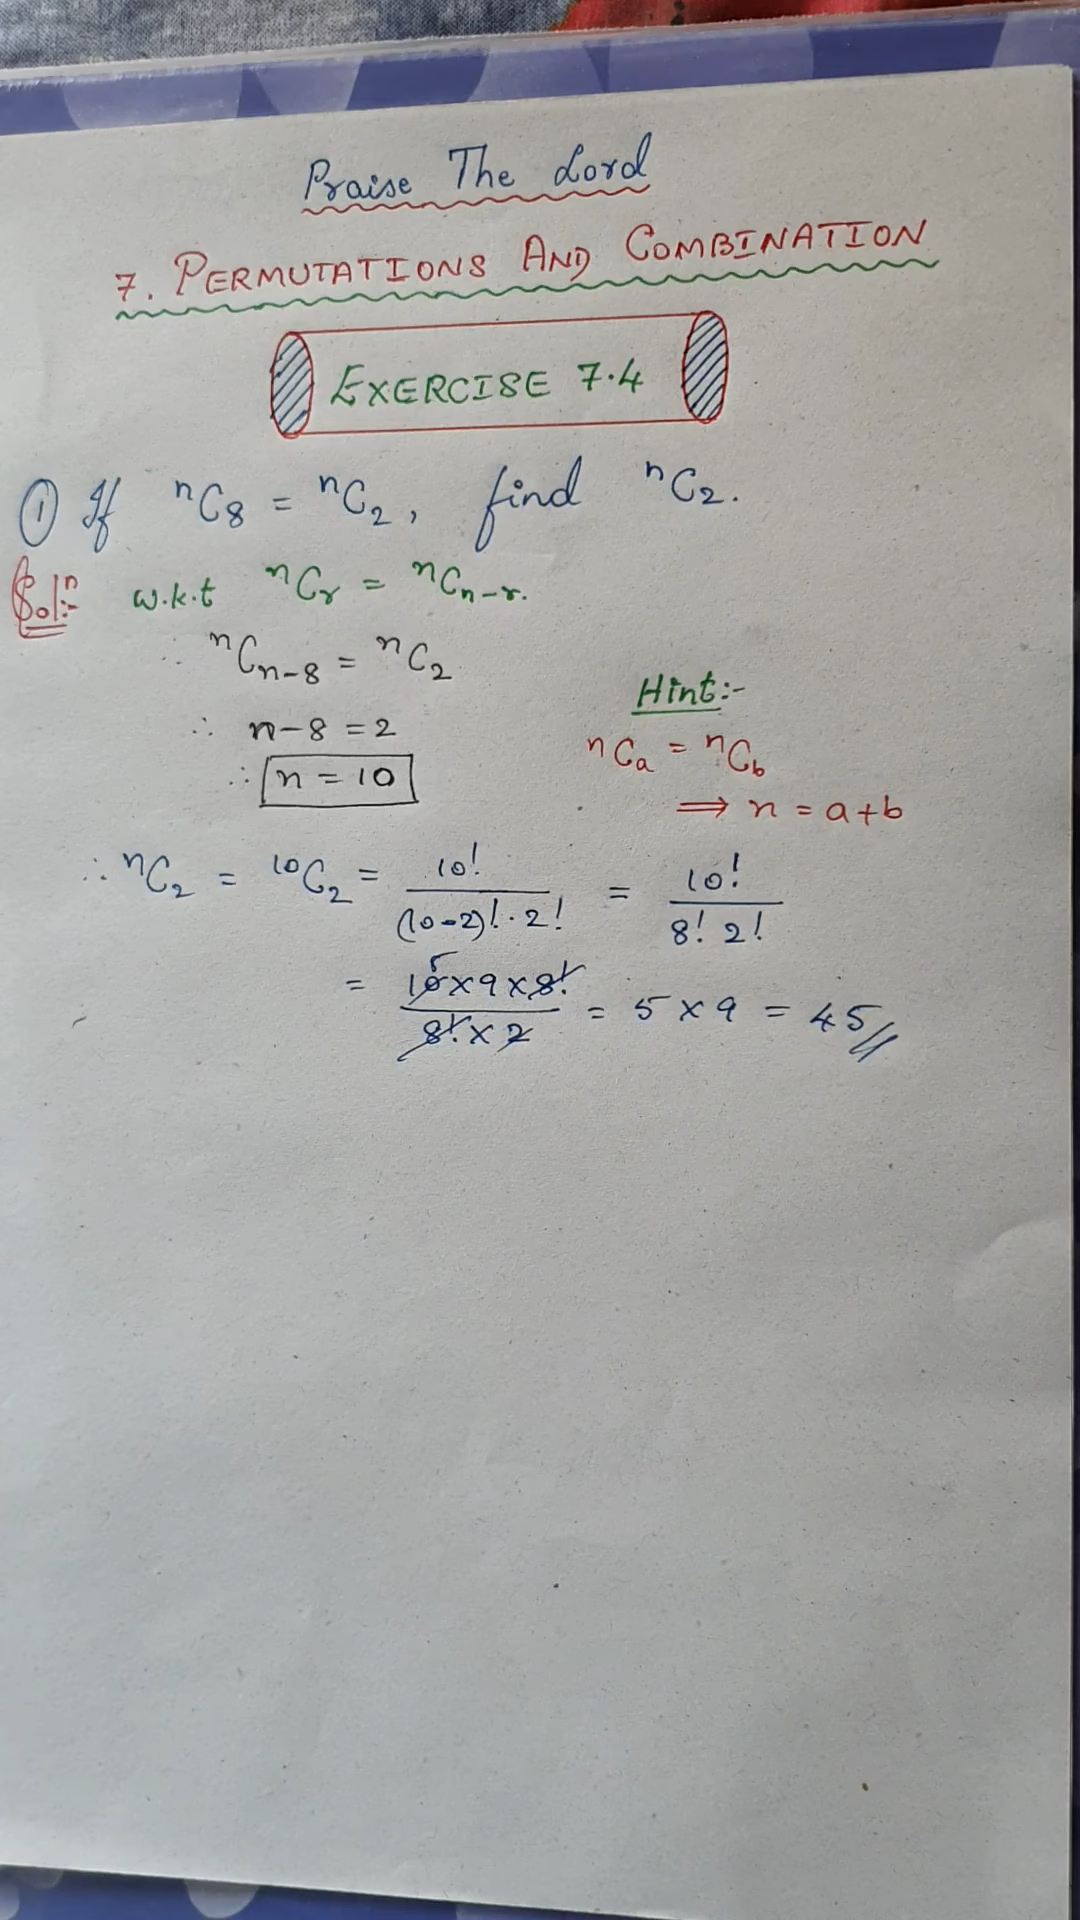 Praise The Lord
7. PERMUTATIONS AND COMBINATION
EXERCISE 7.4
① If ⁿC₈ = ⁿC₂, find ⁿC₂.
Solⁿ:- w.k.t ⁿCᵣ = ⁿCₙ₋ᵣ.
∴ ⁿCₙ₋₈ = ⁿC₂
∴ n-8 = 2
∴ n = 10
Hint:-
ⁿCₐ = ⁿC_b
⟹ n = a+b
∴ ⁿC₂ = ¹⁰C₂ = 10! / (10-2)! · 2! = 10! / 8! 2!
= 10 5 × 9 × 8! / 8! × 2 = 5 × 9 = 45//